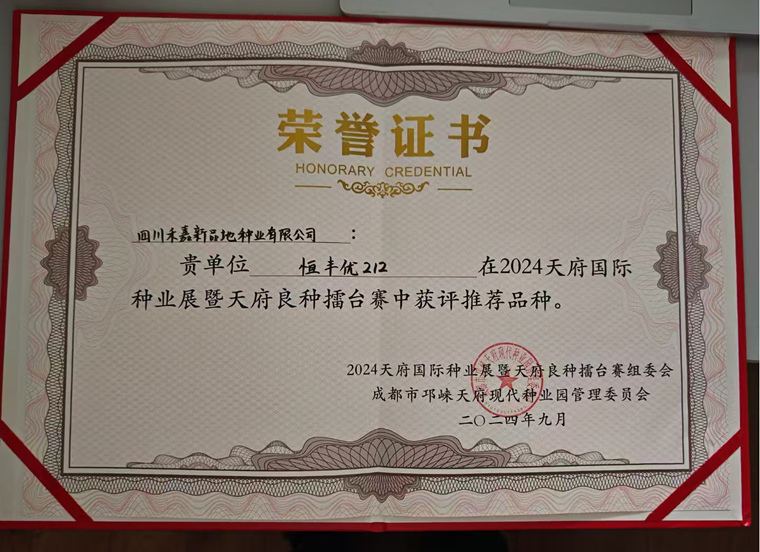 荣誉证书
HONORARY CREDENTIAL
四川禾嘉新品地种业有限公司：
贵单位 恒丰优212 在2024天府国际
种业展暨天府良种擂台赛中获评推荐品种。
2024天府国际种业展暨天府良种擂台赛组委会
成都市邛崃天府现代种业园管理委员会
二〇二四年九月